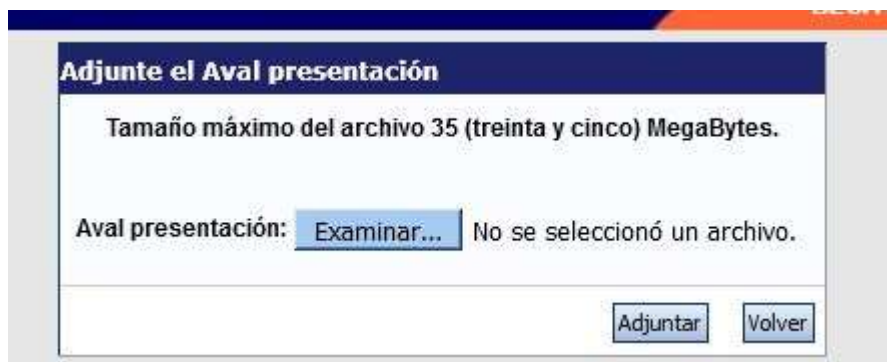 Adjunte el Aval presentación
Tamaño máximo del archivo 35 (treinta y cinco) MegaBytes.
Aval presentación: Examinar... No se seleccionó un archivo.
Adjuntar Volver